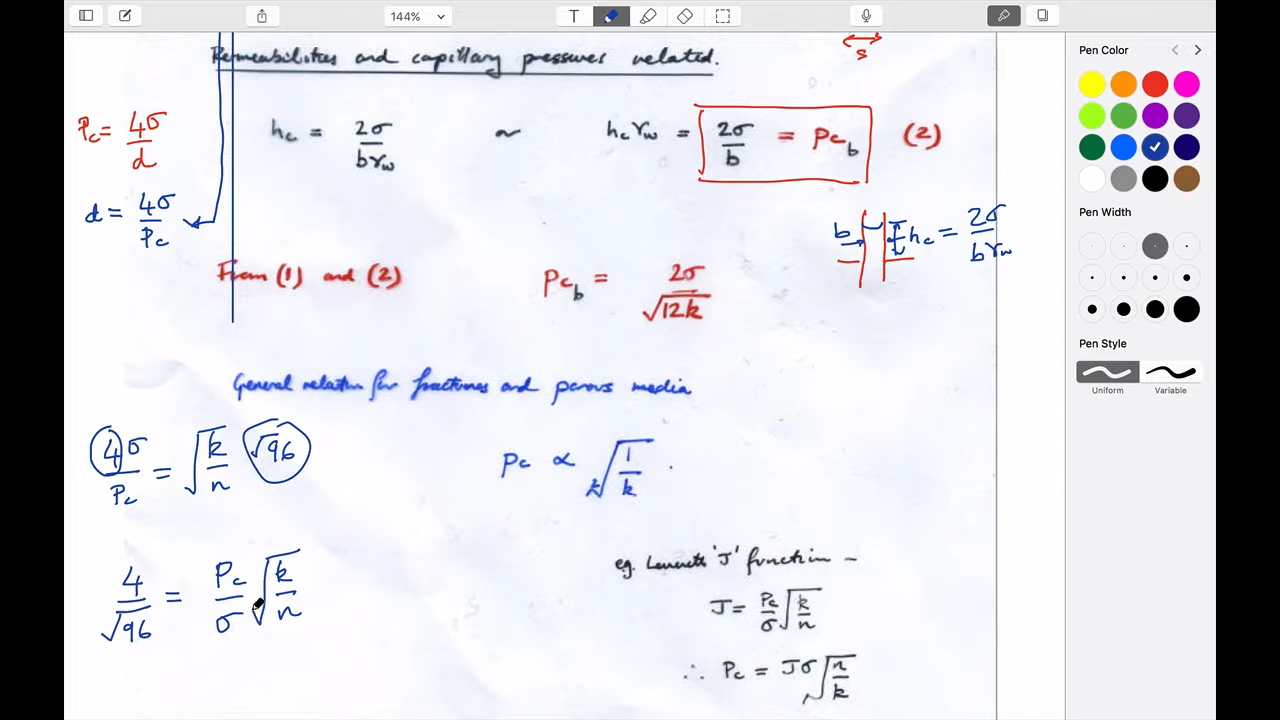 144%
T
s
Permeabilities and capillary pressures related.
Pc = 4σ/d
hc = 2σ/bγw
or
hcγw = 2σ/b = Pcb (2)
d = 4σ/Pc
b hc = 2σ/bγw
From (1) and (2)
Pcb = 2σ/√12k
General relation for fractures and porous media
4σ/Pc = √k/n √96
Pc ∝ √1/k .
eg. Leverett's 'J' function -
4/√96 = Pc/σ √k/n
J = Pc/σ √k/n
∴ Pc = Jσ √n/k
Pen Color
Pen Width
Pen Style
Uniform
Variable